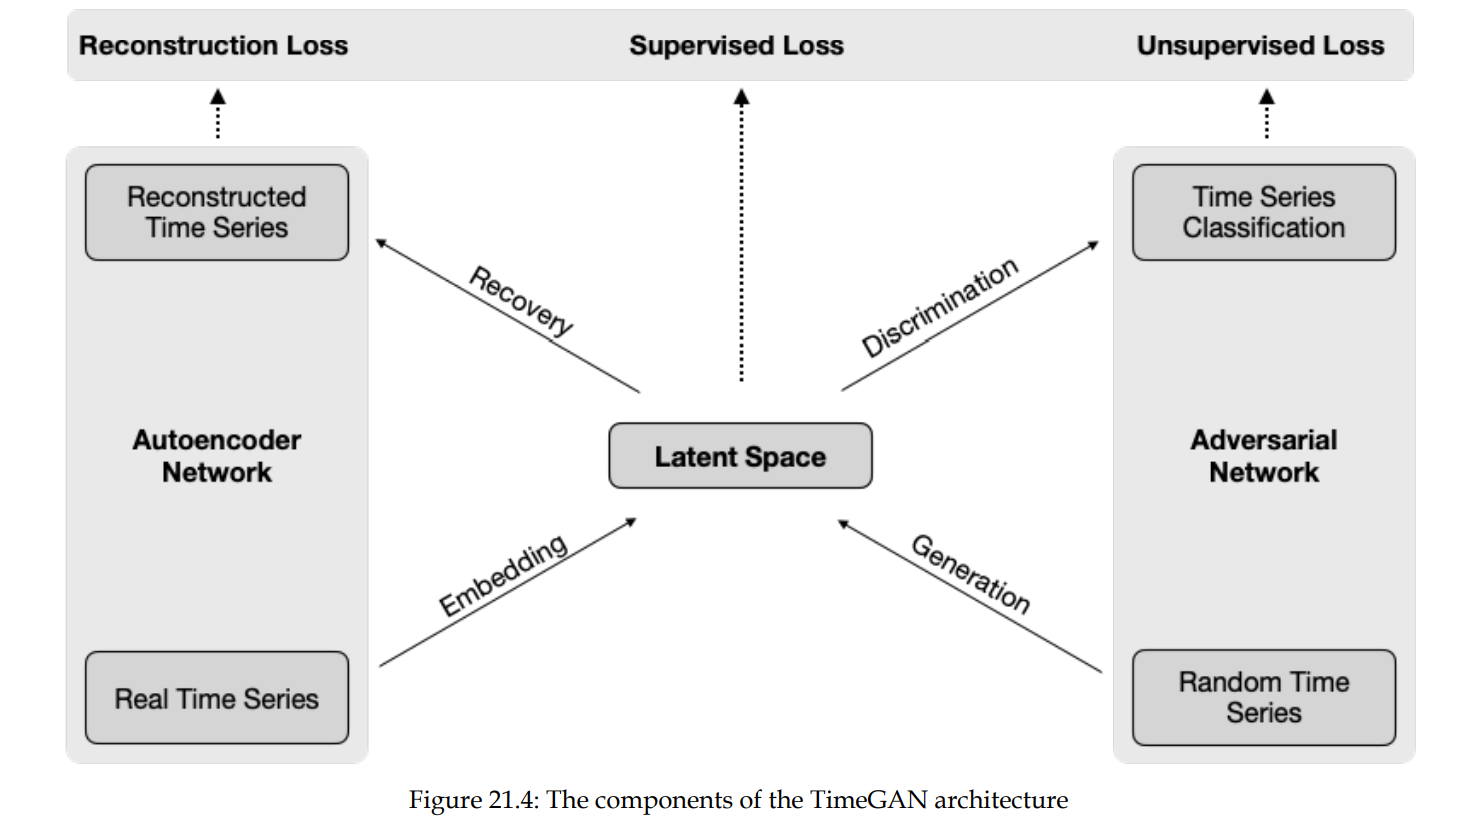 Reconstruction Loss
Supervised Loss
Unsupervised Loss
Reconstructed
Time Series
Time Series
Classification
Recovery
Discrimination
Autoencoder
Network
Latent Space
Adversarial
Network
Embedding
Generation
Real Time Series
Random Time
Series
Figure 21.4: The components of the TimeGAN architecture